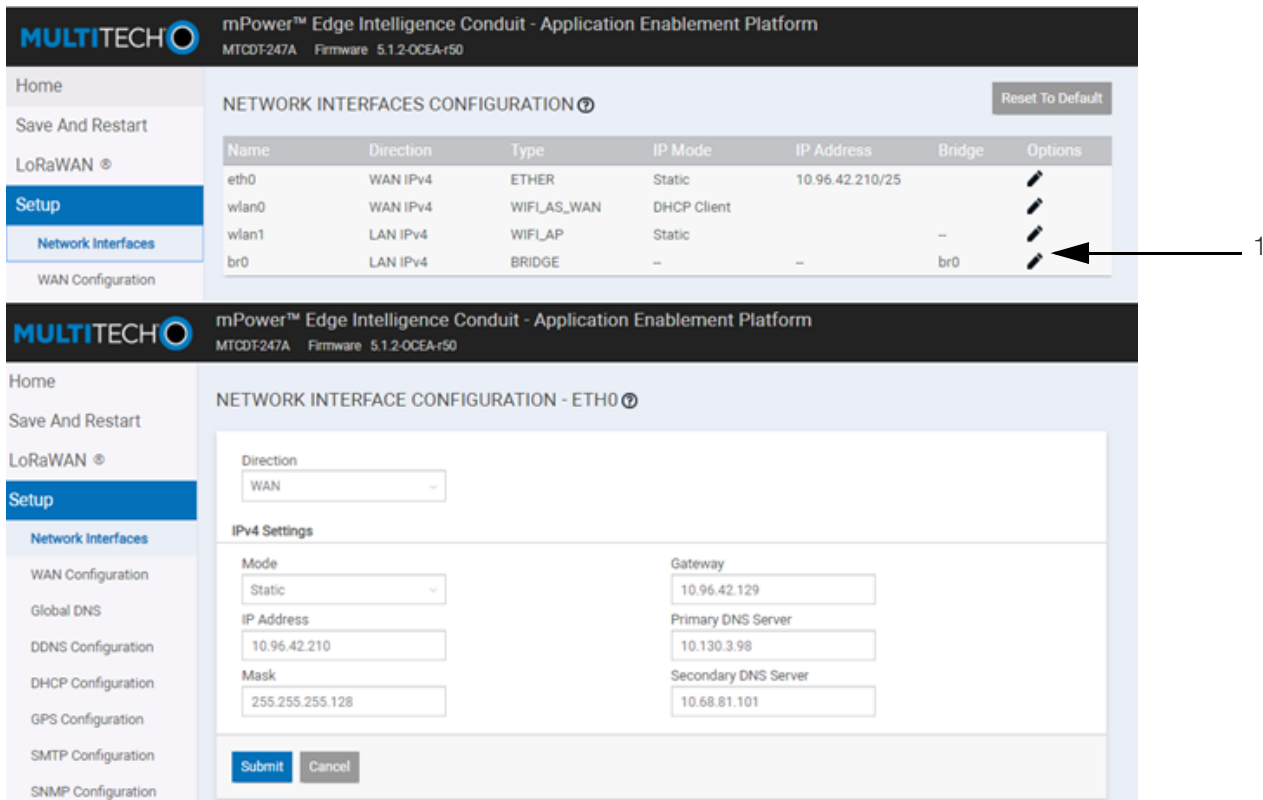 MULTITECH
mPower™ Edge Intelligence Conduit - Application Enablement Platform
MTCDT-247A Firmware 5.1.2-OCEA-r50
Home
Save And Restart
LoRaWAN ®
Setup
Network Interfaces
WAN Configuration
NETWORK INTERFACES CONFIGURATION ?
Reset To Default
Name Direction Type IP Mode IP Address Bridge Options
eth0 WAN IPv4 ETHER Static 10.96.42.210/25
wlan0 WAN IPv4 WIFI_AS_WAN DHCP Client
wlan1 LAN IPv4 WIFI_AP Static --
br0 LAN IPv4 BRIDGE -- -- br0
1
MULTITECH
mPower™ Edge Intelligence Conduit - Application Enablement Platform
MTCDT-247A Firmware 5.1.2-OCEA-r50
Home
Save And Restart
LoRaWAN ®
Setup
Network Interfaces
WAN Configuration
Global DNS
DDNS Configuration
DHCP Configuration
GPS Configuration
SMTP Configuration
SNMP Configuration
NETWORK INTERFACE CONFIGURATION - ETH0 ?
Direction
WAN
IPv4 Settings
Mode
Static
IP Address
10.96.42.210
Mask
255.255.255.128
Gateway
10.96.42.129
Primary DNS Server
10.130.3.98
Secondary DNS Server
10.68.81.101
Submit Cancel